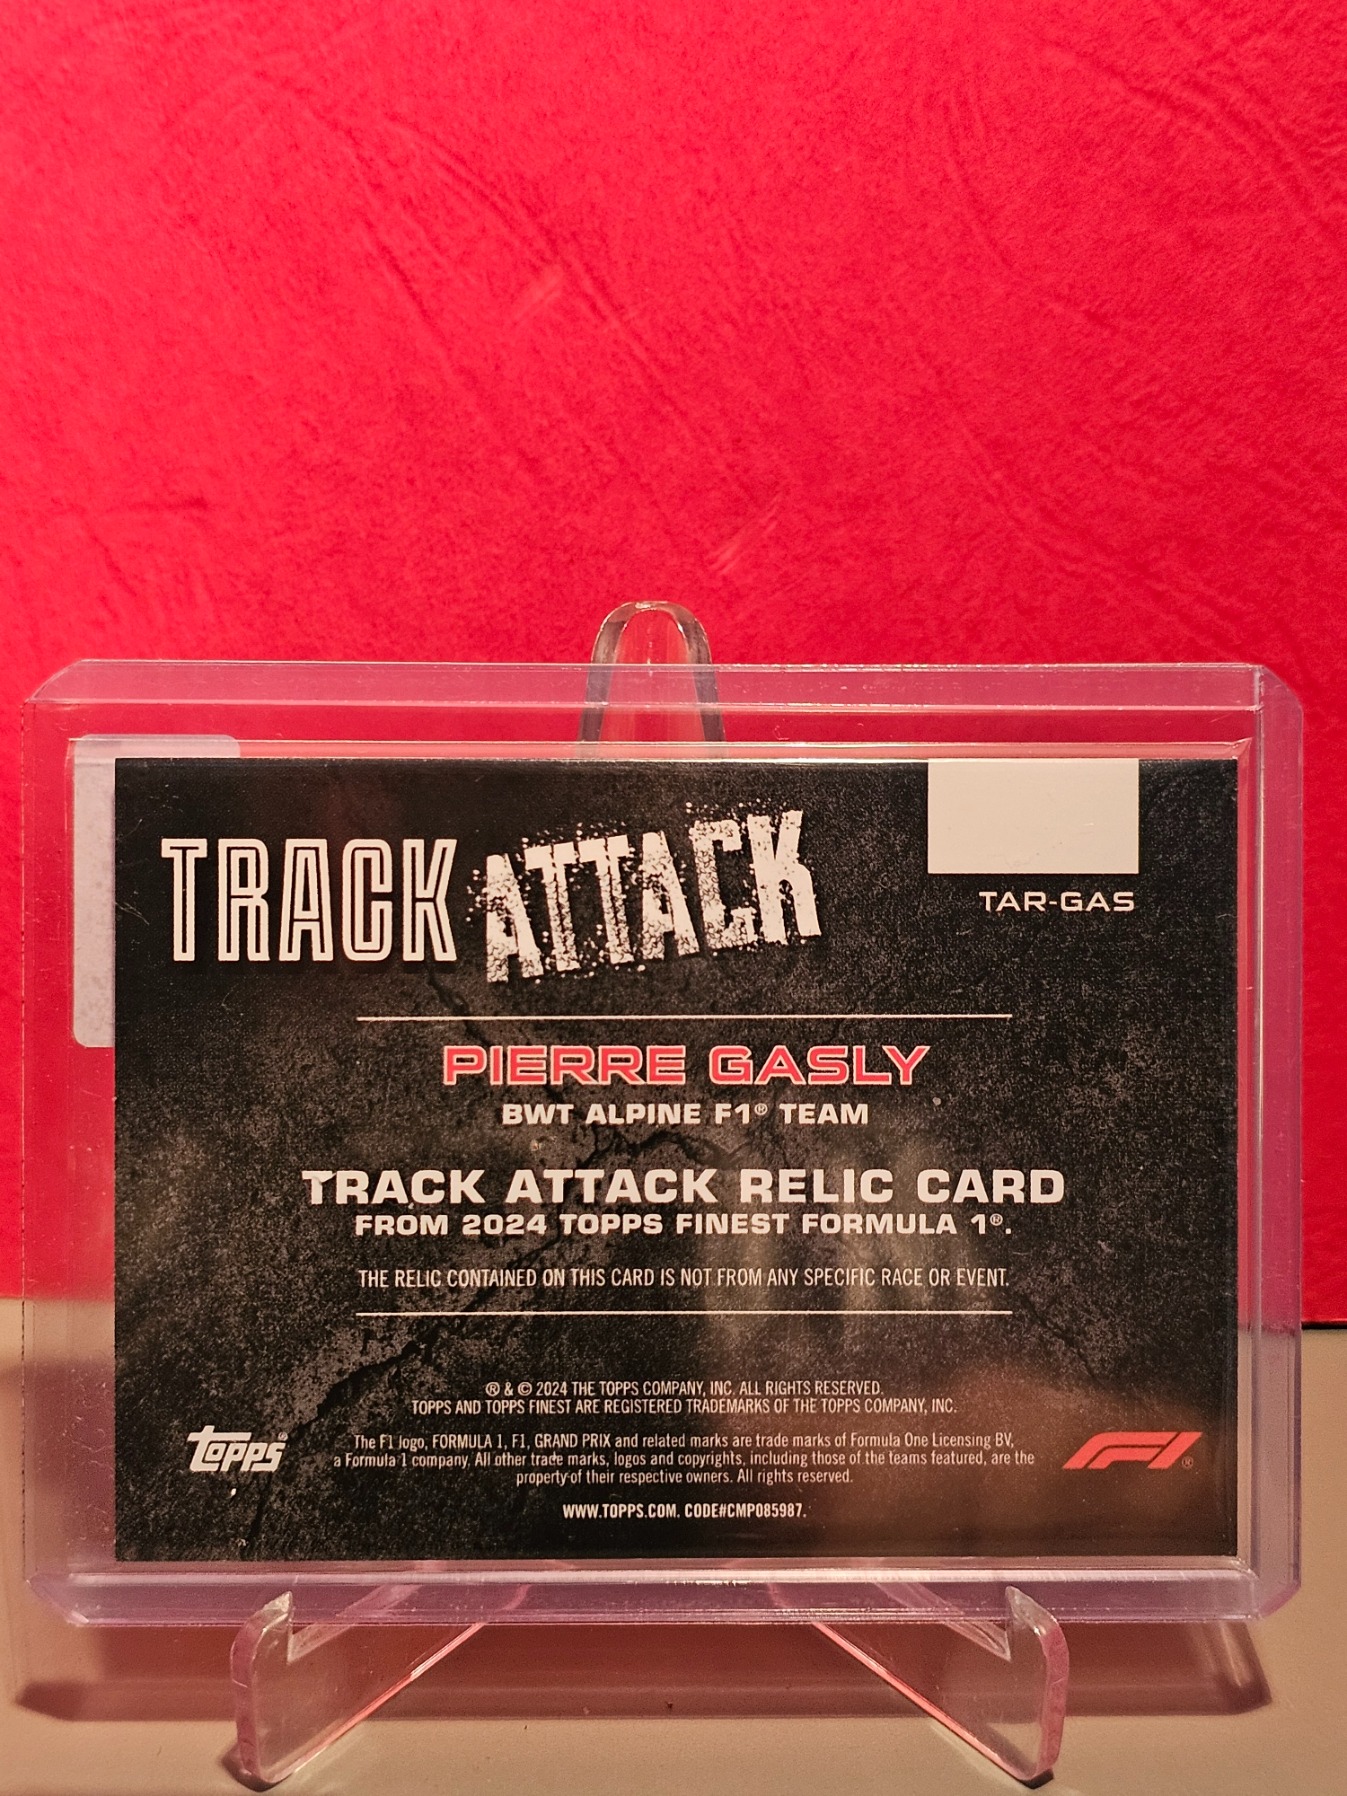 TRACK ATTACK
TAR-GAS
PIERRE GASLY
BWT ALPINE F1® TEAM
TRACK ATTACK RELIC CARD
FROM 2024 TOPPS FINEST FORMULA 1®.
THE RELIC CONTAINED ON THIS CARD IS NOT FROM ANY SPECIFIC RACE OR EVENT.
® & © 2024 THE TOPPS COMPANY, INC. ALL RIGHTS RESERVED.
TOPPS AND TOPPS FINEST ARE REGISTERED TRADEMARKS OF THE TOPPS COMPANY, INC.
topps®
The F1 logo, FORMULA 1, F1, GRAND PRIX and related marks are trade marks of Formula One Licensing BV,
a Formula 1 company. All other trade marks, logos and copyrights, including those of the teams featured, are the
property of their respective owners. All rights reserved.
F1®
WWW.TOPPS.COM. CODE#CMP085987.